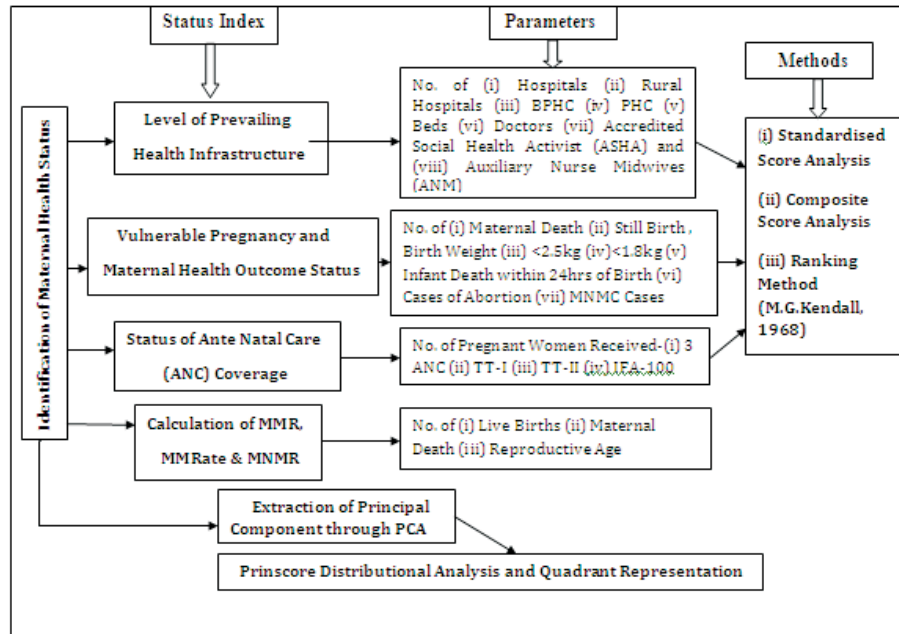 Status Index
Parameters
Methods
Identification of Maternal Health Status
Level of Prevailing
Health Infrastructure
No. of (i) Hospitals (ii) Rural
Hospitals (iii) BPHC (iv) PHC (v)
Beds (vi) Doctors (vii) Accredited
Social Health Activist (ASHA) and
(viii) Auxiliary Nurse Midwives
(ANM)
(i) Standardised
Score Analysis
(ii) Composite
Score Analysis
(iii) Ranking
Method
(M.G.Kendall,
1968)
Vulnerable Pregnancy and
Maternal Health Outcome Status
No. of (i) Maternal Death (ii) Still Birth ,
Birth Weight (iii) <2.5kg (iv)<1.8kg (v)
Infant Death within 24hrs of Birth (vi)
Cases of Abortion (vii) MNMC Cases
Status of Ante Natal Care
(ANC) Coverage
No. of Pregnant Women Received-(i) 3
ANC (ii) TT-I (iii) TT-II (iv) IFA-100
Calculation of MMR,
MMRate & MNMR
No. of (i) Live Births (ii) Maternal
Death (iii) Reproductive Age
Extraction of Principal
Component through PCA
Prinscore Distributional Analysis and Quadrant Representation